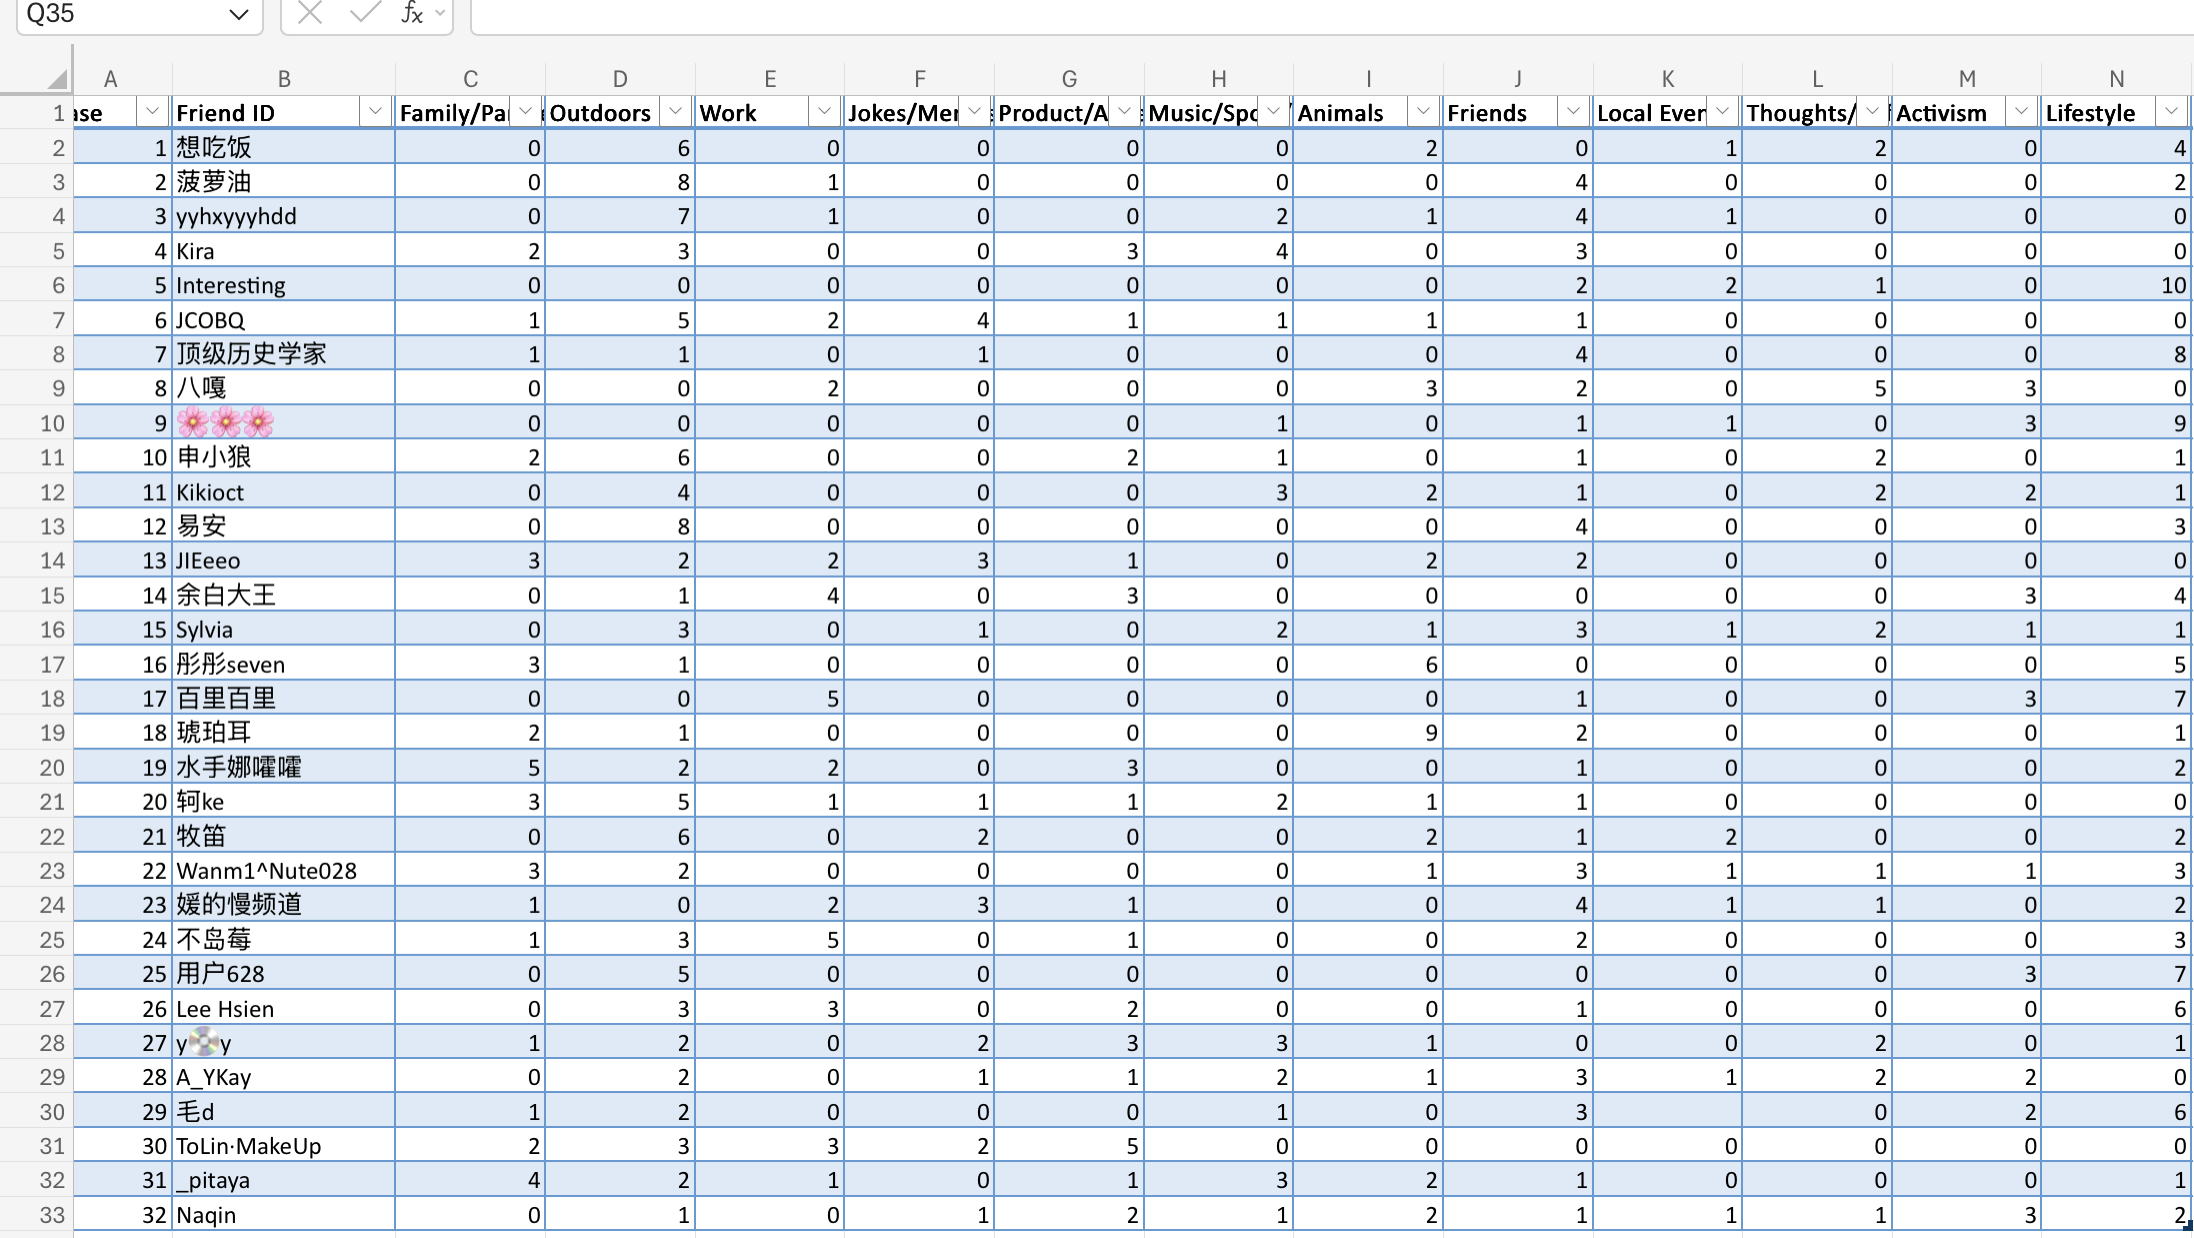 Q35 fx
A B C D E F G H I J K L M N
1 ase Friend ID Family/Pa Outdoors Work Jokes/Mer Product/A Music/Spo Animals Friends Local Even Thoughts/ Activism Lifestyle
2 1 想吃饭 0 6 0 0 0 0 2 0 1 2 0 4
3 2 菠萝油 0 8 1 0 0 0 0 4 0 0 0 2
4 3 yyhxyyyhdd 0 7 1 0 0 2 1 4 1 0 0 0
5 4 Kira 2 3 0 0 3 4 0 3 0 0 0 0
6 5 Interesting 0 0 0 0 0 0 0 2 2 1 0 10
7 6 JCOBQ 1 5 2 4 1 1 1 1 0 0 0 0
8 7 顶级历史学家 1 1 0 1 0 0 0 4 0 0 0 8
9 8 八嘎 0 0 2 0 0 0 3 2 0 5 3 0
10 9 🌸🌸🌸 0 0 0 0 0 1 0 1 1 0 3 9
11 10 申小狼 2 6 0 0 2 1 0 1 0 2 0 1
12 11 Kikioct 0 4 0 0 0 3 2 1 0 2 2 1
13 12 易安 0 8 0 0 0 0 0 4 0 0 0 3
14 13 JIEeeo 3 2 2 3 1 0 2 2 0 0 0 0
15 14 余白大王 0 1 4 0 3 0 0 0 0 0 3 4
16 15 Sylvia 0 3 0 1 0 2 1 3 1 2 1 1
17 16 彤彤seven 3 1 0 0 0 0 6 0 0 0 0 5
18 17 百里百里 0 0 5 0 0 0 0 1 0 0 3 7
19 18 琥珀耳 2 1 0 0 0 0 9 2 0 0 0 1
20 19 水手娜嚯嚯 5 2 2 0 3 0 0 1 0 0 0 2
21 20 轲ke 3 5 1 1 1 2 1 1 0 0 0 0
22 21 牧笛 0 6 0 2 0 0 2 1 2 0 0 2
23 22 Wanm1^Nute028 3 2 0 0 0 0 1 3 1 1 1 3
24 23 媛的慢频道 1 0 2 3 1 0 0 4 1 1 0 2
25 24 不岛莓 1 3 5 0 1 0 0 2 0 0 0 3
26 25 用户628 0 5 0 0 0 0 0 0 0 0 3 7
27 26 Lee Hsien 0 3 3 0 2 0 0 1 0 0 0 6
28 27 y💿y 1 2 0 2 3 3 1 0 0 2 0 1
29 28 A_YKay 0 2 0 1 1 2 1 3 1 2 2 0
30 29 毛d 1 2 0 0 0 1 0 3 0 2 6
31 30 ToLin·MakeUp 2 3 3 2 5 0 0 0 0 0 0 0
32 31 _pitaya 4 2 1 0 1 3 2 1 0 0 0 1
33 32 Naqin 0 1 0 1 2 1 2 1 1 1 3 2